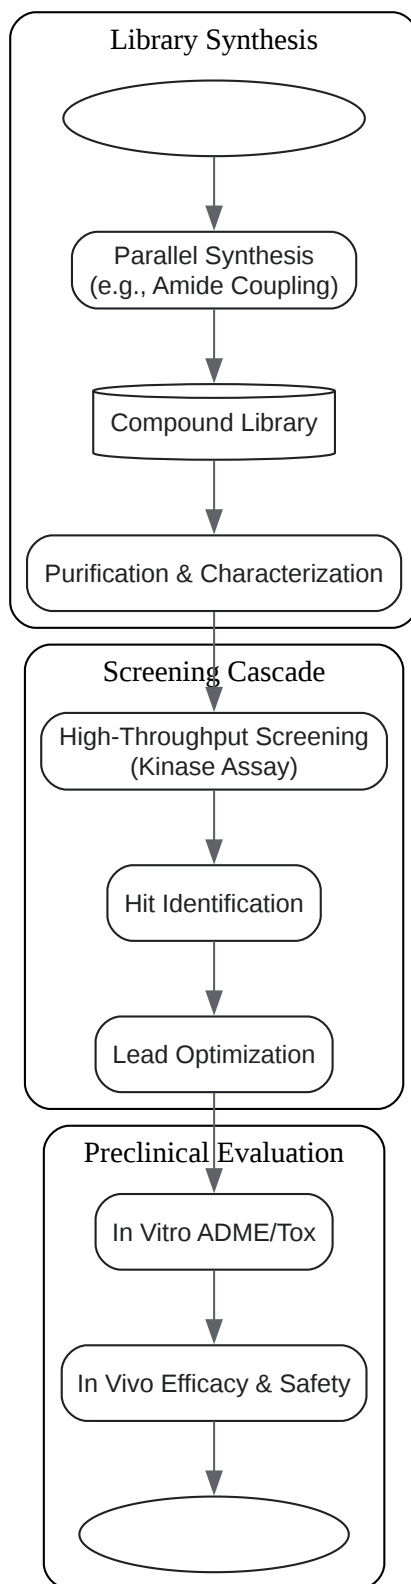 Library Synthesis
Parallel Synthesis
(e.g., Amide Coupling)
Compound Library
Purification & Characterization
Screening Cascade
High-Throughput Screening
(Kinase Assay)
Hit Identification
Lead Optimization
Preclinical Evaluation
In Vitro ADME/Tox
In Vivo Efficacy & Safety